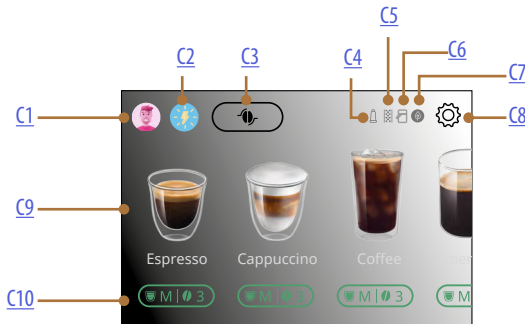 C5
C2 C3 C4 C6
C7
C1 C8
C9
Espresso Cappuccino Coffee
M 3 M 3 M 3 M
C10